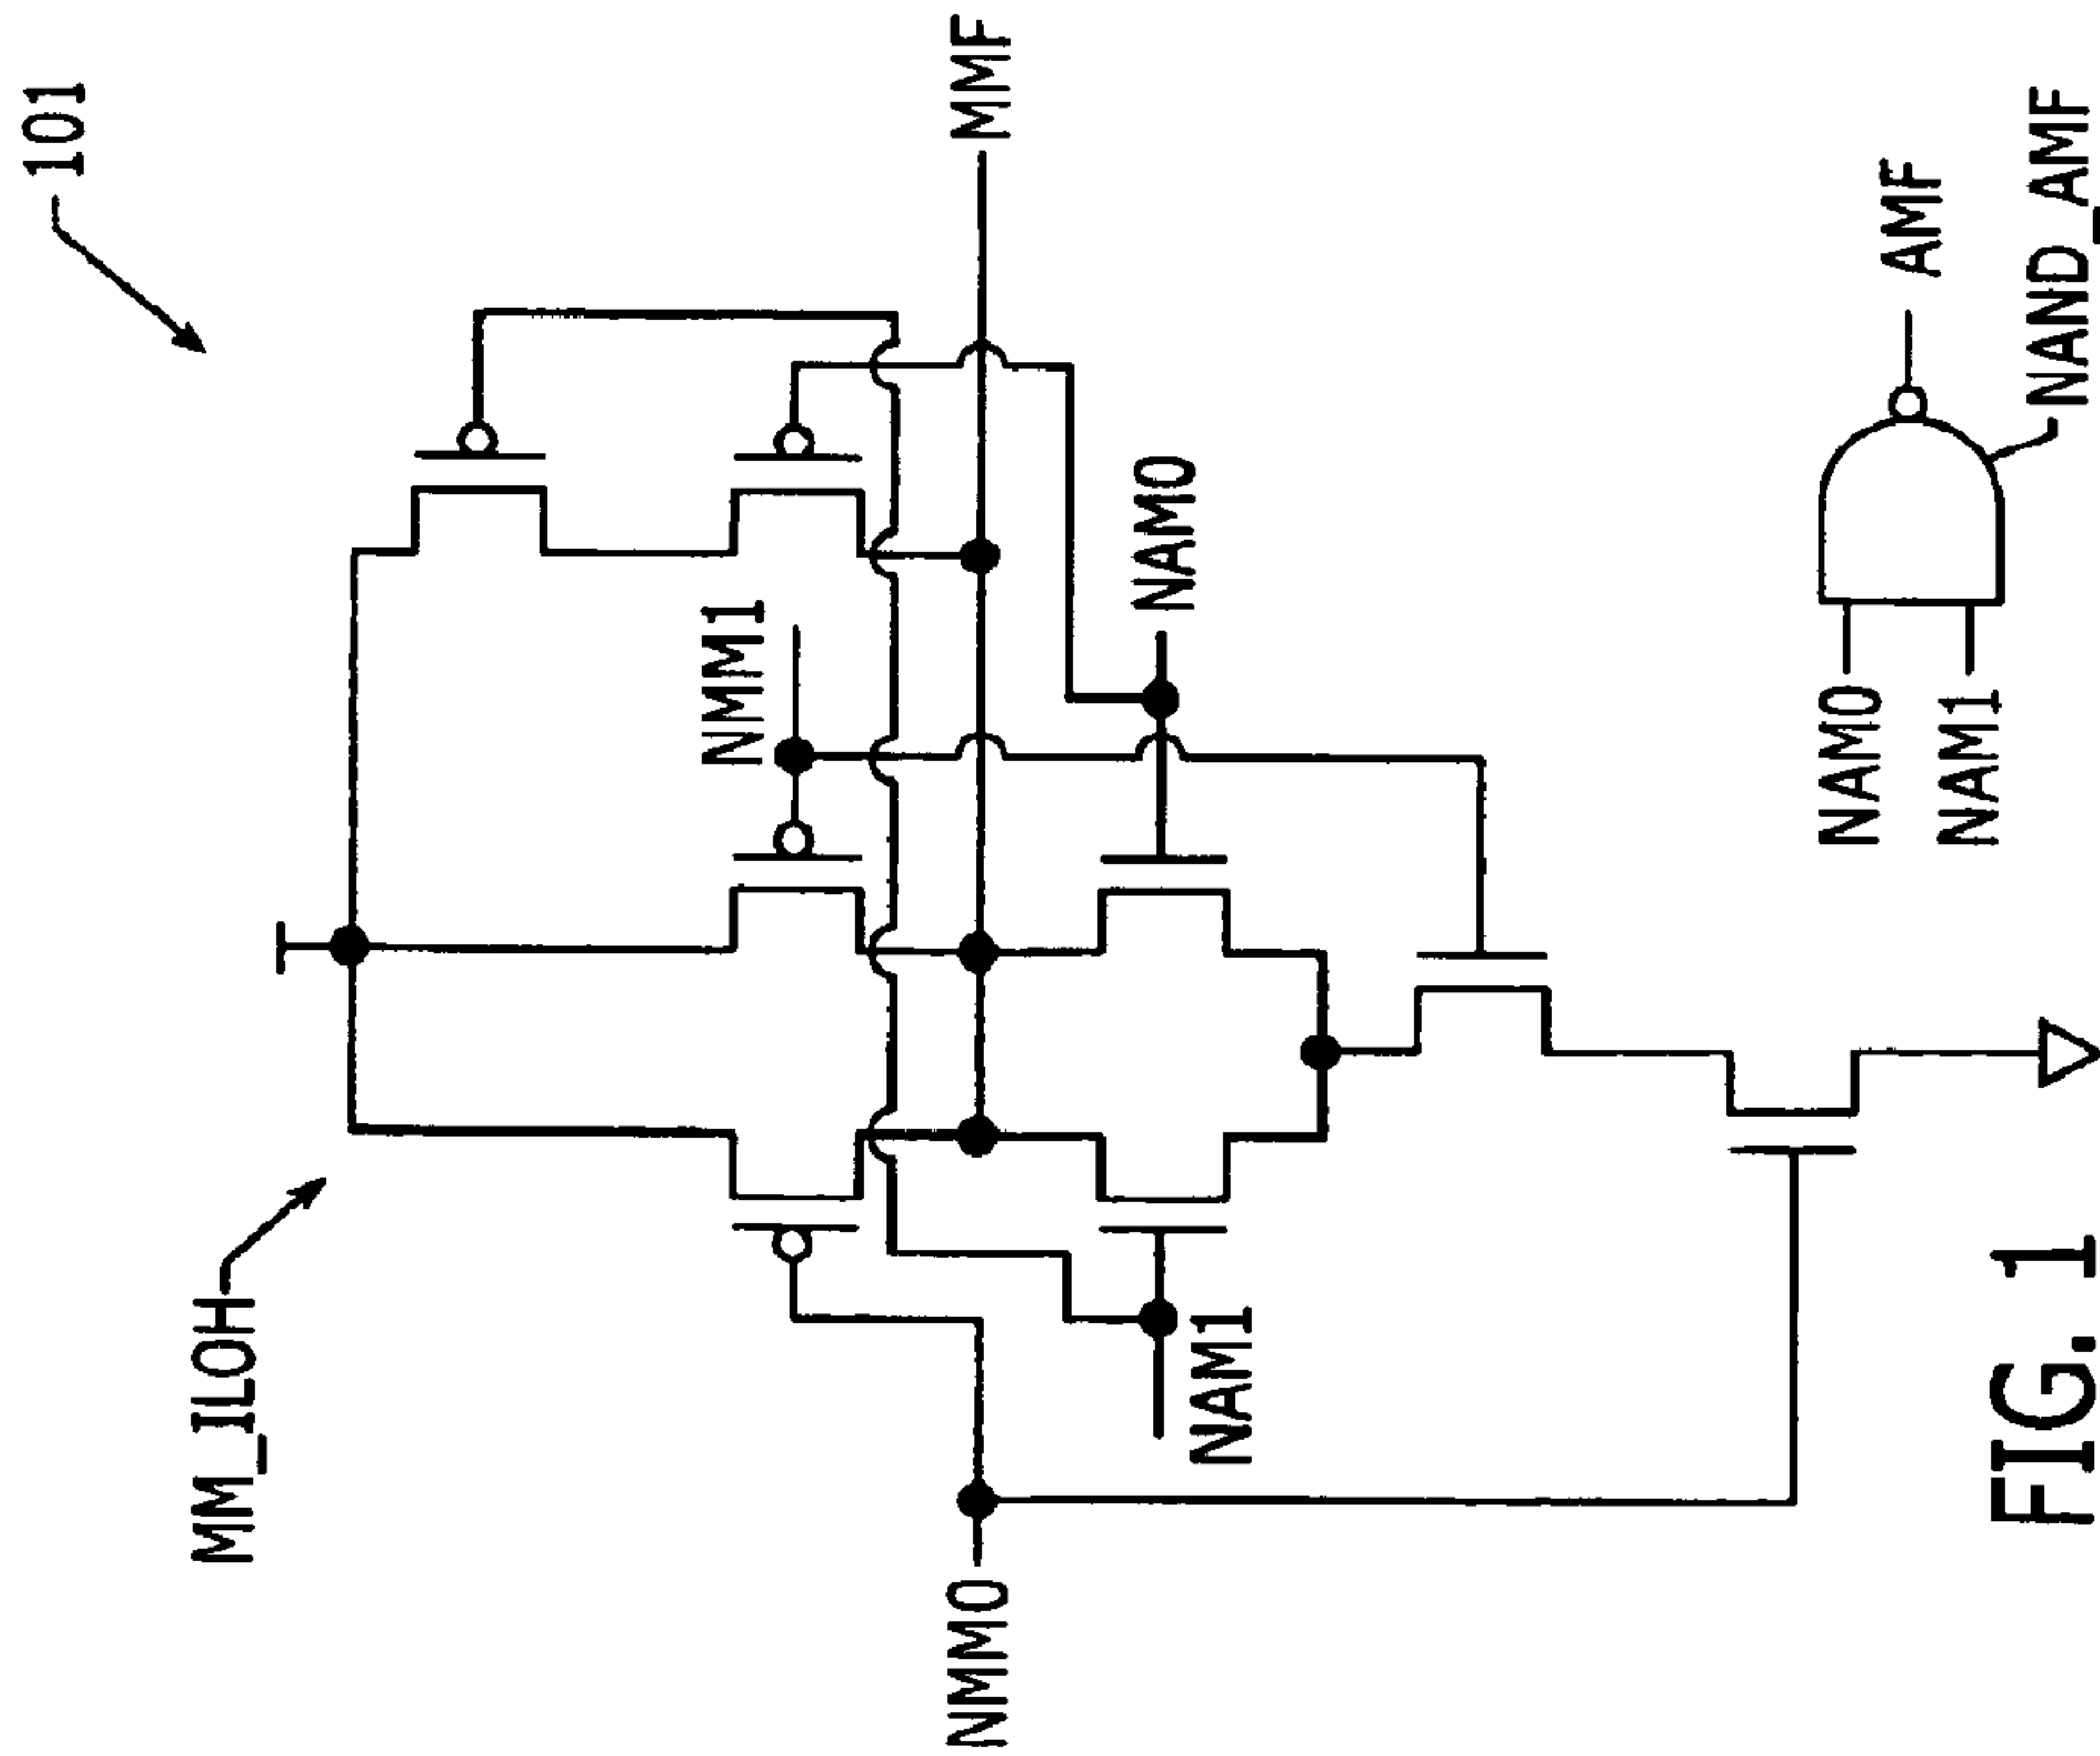 101
MM_ILOH
MMF
NMM1
NAM0
NMM0
NAM1
AMF
NAND_AMF
NAM0
NAM1
FIG. 1